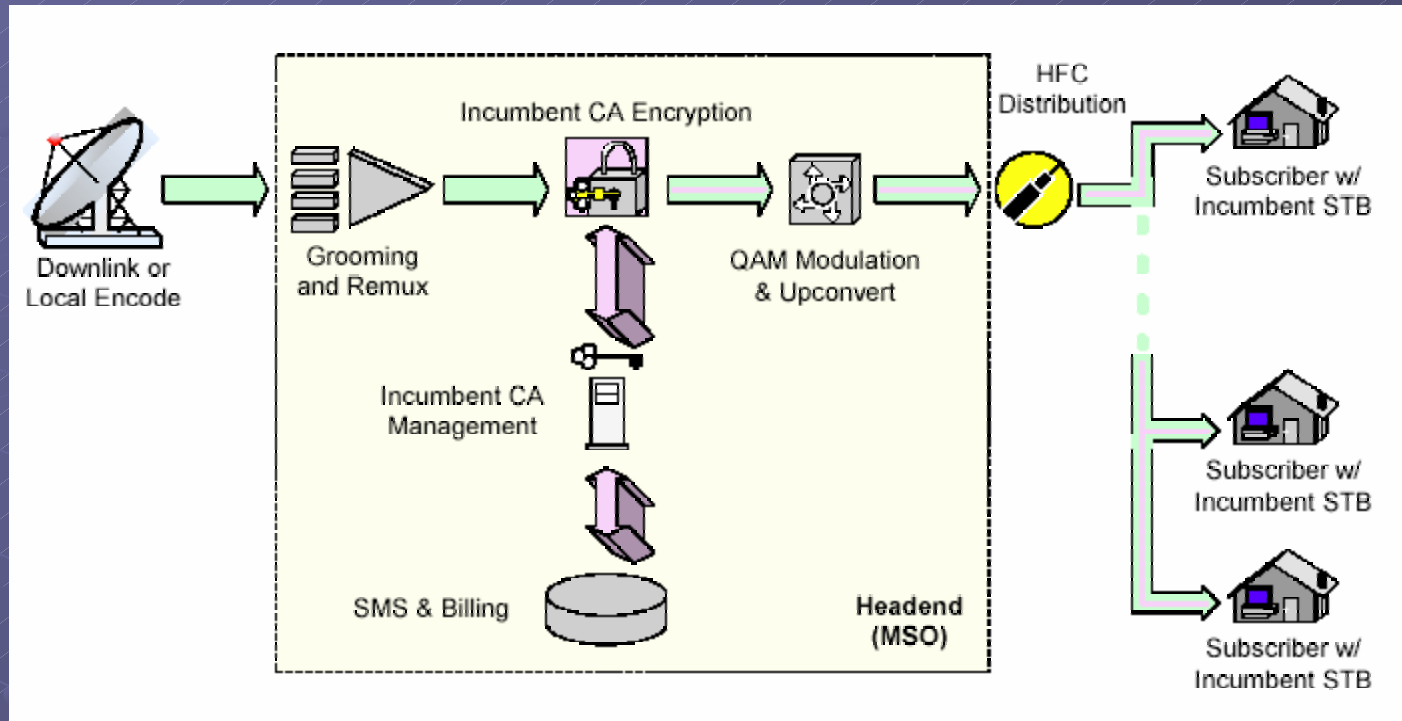 Downlink or
Local Encode
Grooming
and Remux
Incumbent CA Encryption
QAM Modulation
& Upconvert
Incumbent CA
Management
SMS & Billing
Headend
(MSO)
HFC
Distribution
Subscriber w/
Incumbent STB
Subscriber w/
Incumbent STB
Subscriber w/
Incumbent STB